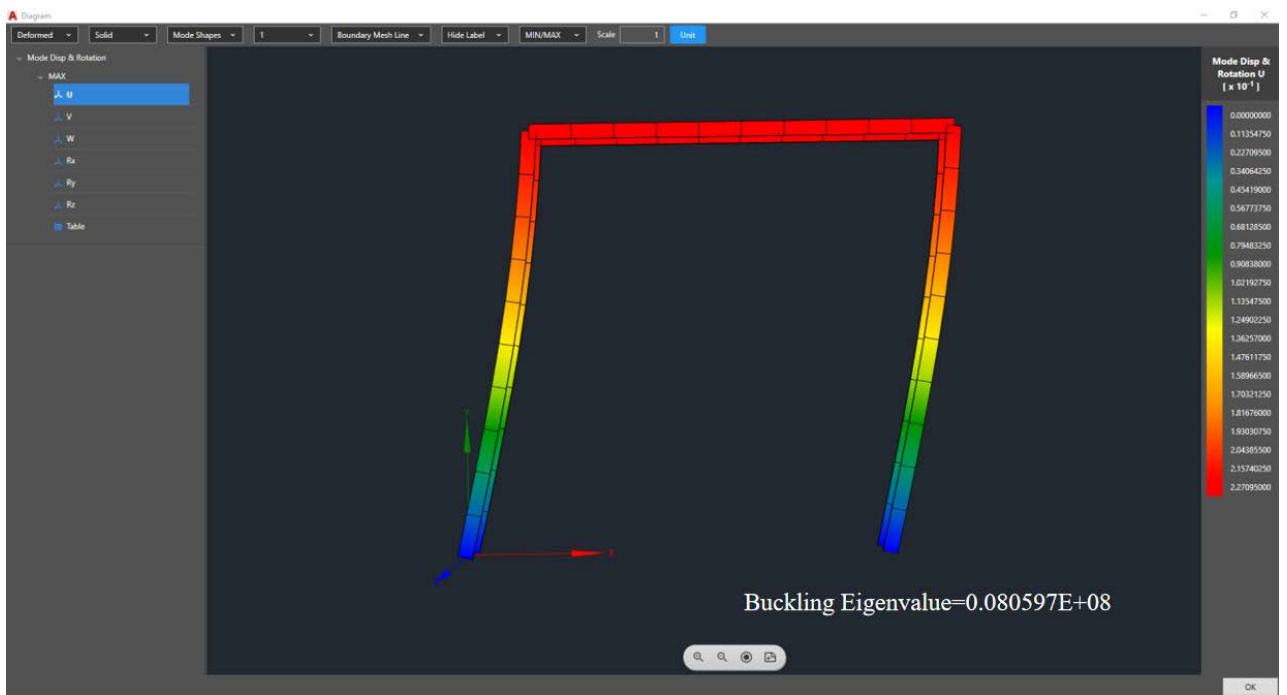 A Diagram
Deformed Solid Mode Shapes 1 Boundary Mesh Line Hide Label MIN/MAX Scale 1 Unit
Mode Disp & Rotation
MAX
U
V
W
Rx
Ry
Rz
Table
Mode Disp &
Rotation U
[ x 10⁻¹ ]
0.00000000
0.11354750
0.22709500
0.34064250
0.45419000
0.56773750
0.68128500
0.79483250
0.90838000
1.02192750
1.13547500
1.24902250
1.36257000
1.47611750
1.58966500
1.70321250
1.81676000
1.93030750
2.04385500
2.15740250
2.27095000
Y
X
Buckling Eigenvalue=0.080597E+08
OK